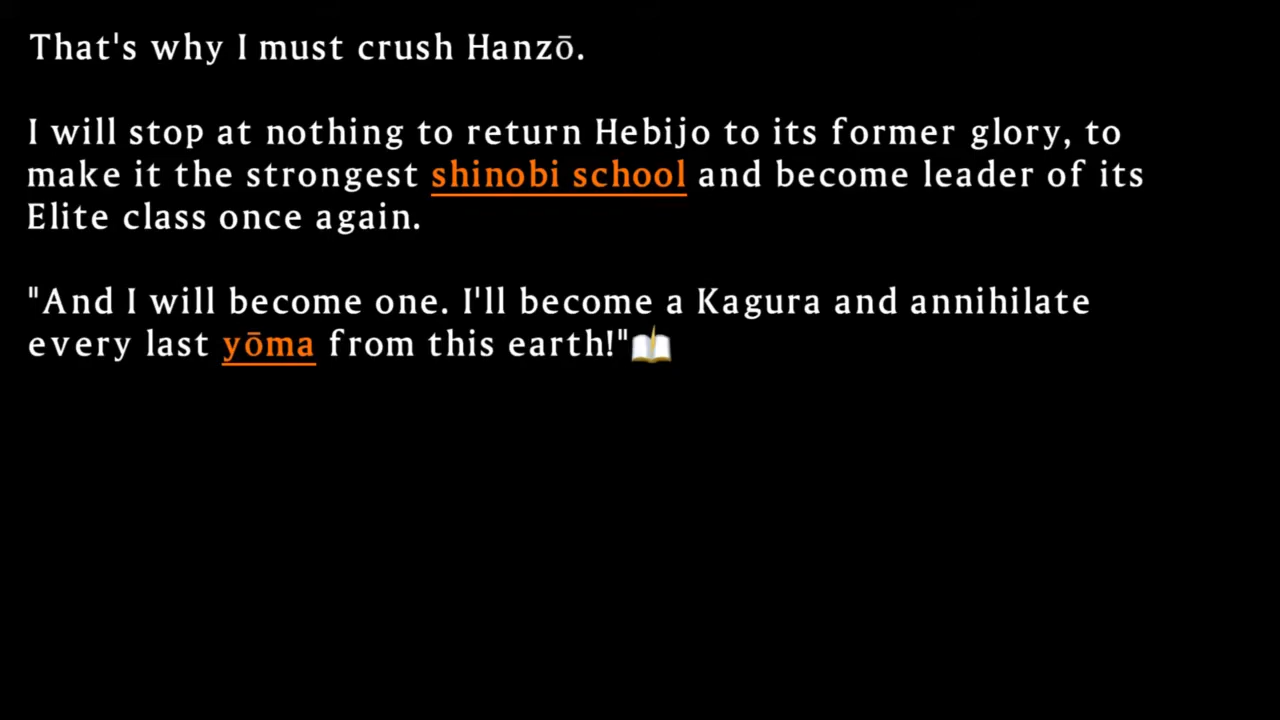 That's why I must crush Hanzō.
I will stop at nothing to return Hebijo to its former glory, to
make it the strongest shinobi school and become leader of its
Elite class once again.
"And I will become one. I'll become a Kagura and annihilate
every last yōma from this earth!"